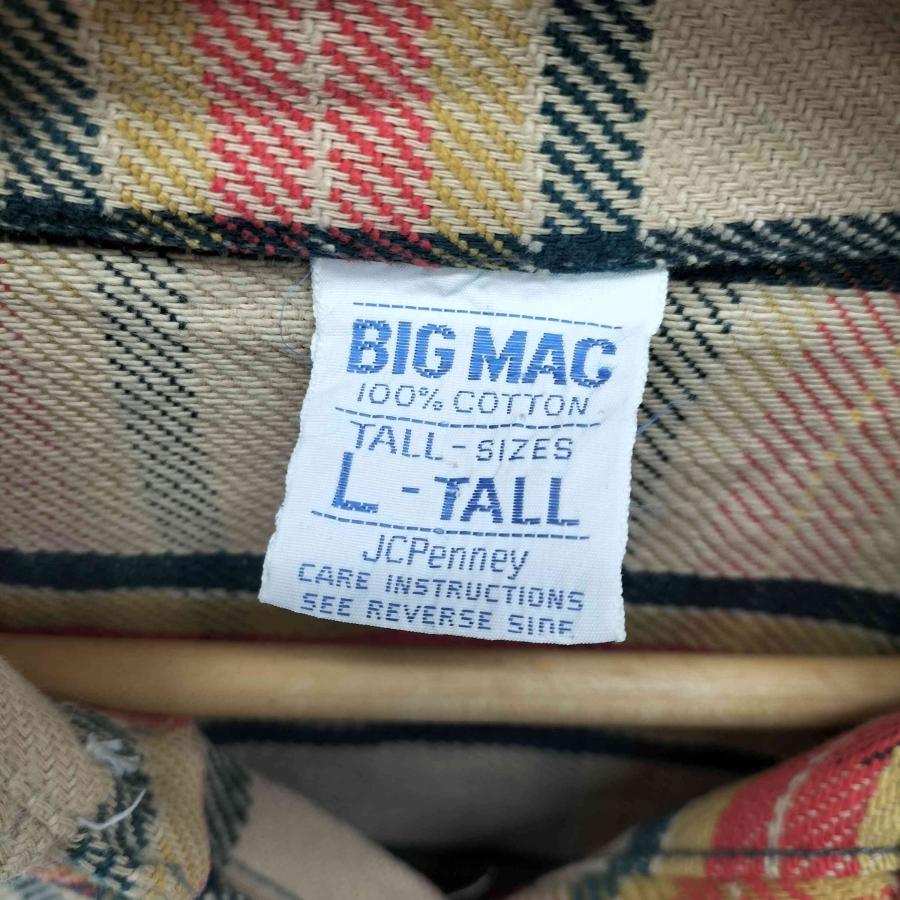 BIG MAC
100% COTTON
TALL-SIZES
L-TALL
JCPenney
CARE INSTRUCTIONS
SEE REVERSE SIDE